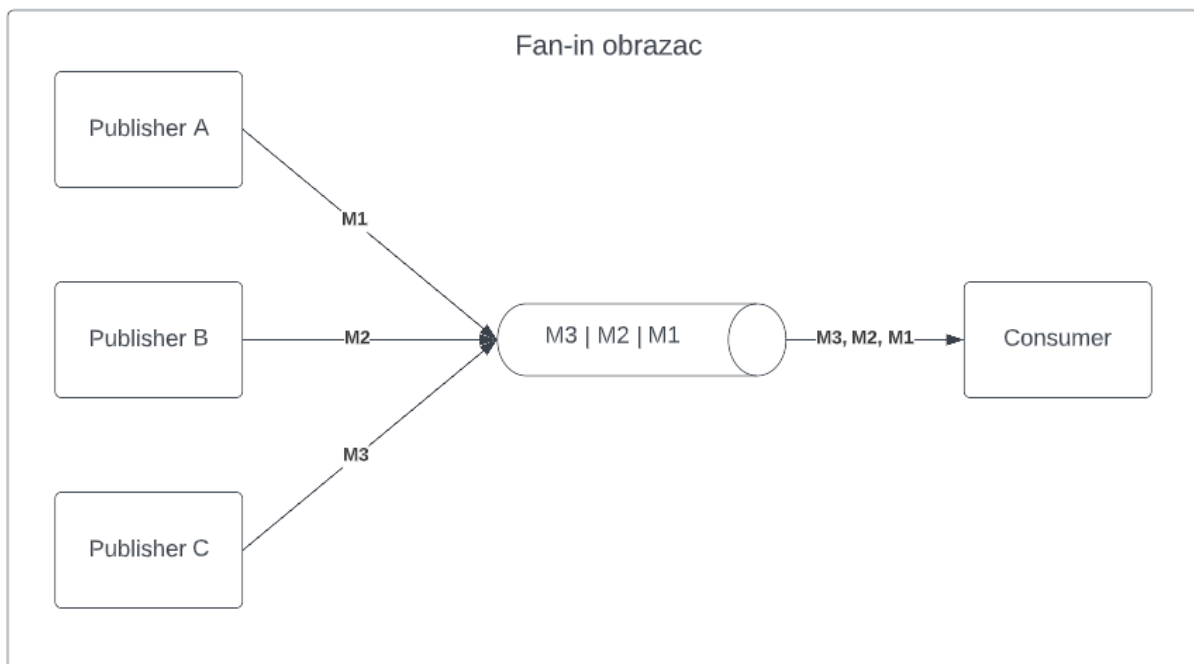 Fan-in obrazac
Publisher A
M1
Publisher B
M2
M3 | M2 | M1
M3, M2, M1
Consumer
M3
Publisher C